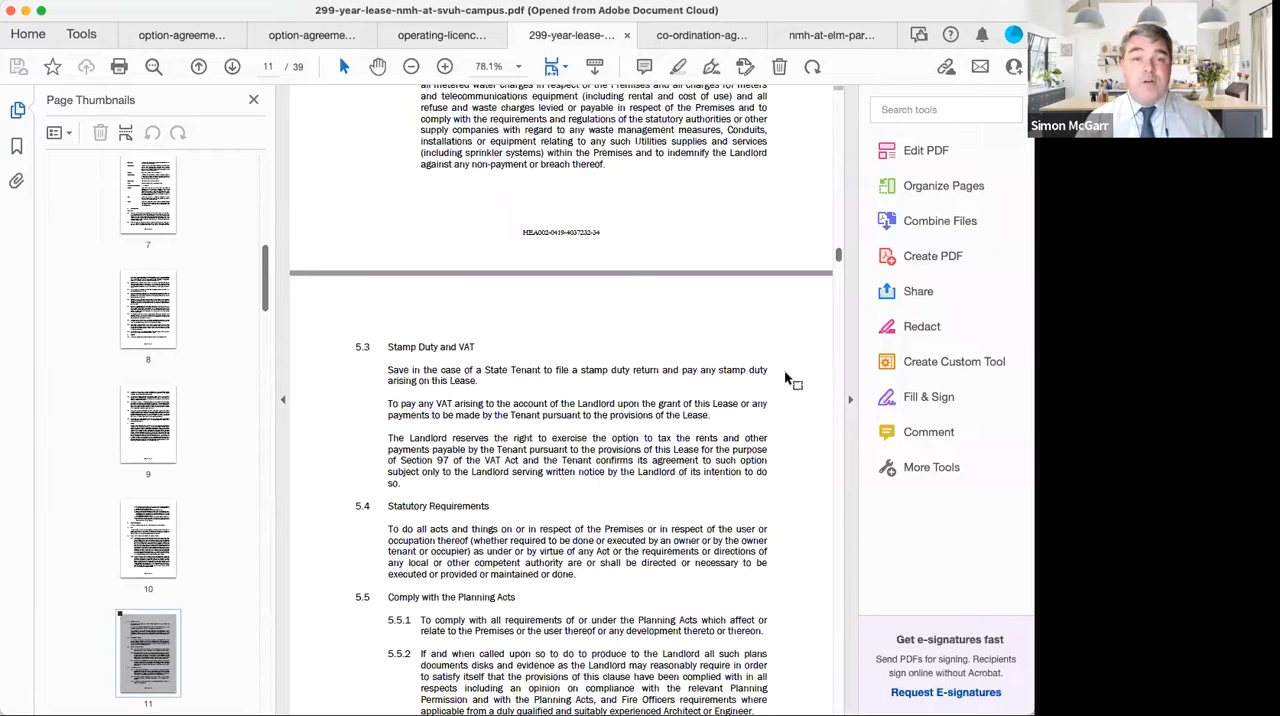 299-year-lease-nmh-at-svuh-campus.pdf (Opened from Adobe Document Cloud)
Home
Tools
option-agreeme...
option-agreeme...
operating-licenc...
299-year-lease-...
×
co-ordination-ag...
nmh-at-elm-par...
11 / 39
78.1%
Page Thumbnails
7
8
9
10
11
all metered water charges in respect of the Premises and all charges for meters
and telecommunications equipment (including rental and cost of use) and all
refuse and waste charges levied or payable in respect of the Premises and to
comply with the requirements and regulations of the statutory authorities or other
supply companies with regard to any waste management measures, Conduits,
installations or equipment relating to any such Utilities supplies and services
(including sprinkler systems) within the Premises and to indemnify the Landlord
against any non-payment or breach thereof.
HEA002-0419-4037232-34
5.3 Stamp Duty and VAT
Save in the case of a State Tenant to file a stamp duty return and pay any stamp duty
arising on this Lease.
To pay any VAT arising to the account of the Landlord upon the grant of this Lease or any
payments to be made by the Tenant pursuant to the provisions of the Lease.
The Landlord reserves the right to exercise the option to tax the rents and other
payments payable by the Tenant pursuant to the provisions of this Lease for the purpose
of Section 97 of the VAT Act and the Tenant confirms its agreement to such option
subject only to the Landlord serving written notice by the Landlord of its intention to do
so.
5.4 Statutory Requirements
To do all acts and things on or in respect of the Premises or in respect of the user or
occupation thereof (whether required to be done or executed by an owner or by the owner
tenant or occupier) as under or by virtue of any Act or the requirements or directions of
any local or other competent authority are or shall be directed or necessary to be
executed or provided or maintained or done.
5.5 Comply with the Planning Acts
5.5.1 To comply with all requirements of or under the Planning Acts which affect or
relate to the Premises or the user thereof or any development thereto or thereon.
5.5.2 If and when called upon so to do to produce to the Landlord all such plans
documents disks and evidence as the Landlord may reasonably require in order
to satisfy itself that the provisions of this clause have been complied with in all
respects including an opinion on compliance with the relevant Planning
Permission and with the Planning Acts, and Fire Officers requirements where
applicable from a duly qualified and suitably experienced Architect or Engineer.
Search tools
Edit PDF
Organize Pages
Combine Files
Create PDF
Share
Redact
Create Custom Tool
Fill & Sign
Comment
More Tools
Get e-signatures fast
Send PDFs for signing. Recipients
sign online without Acrobat.
Request E-signatures
Simon McGarr